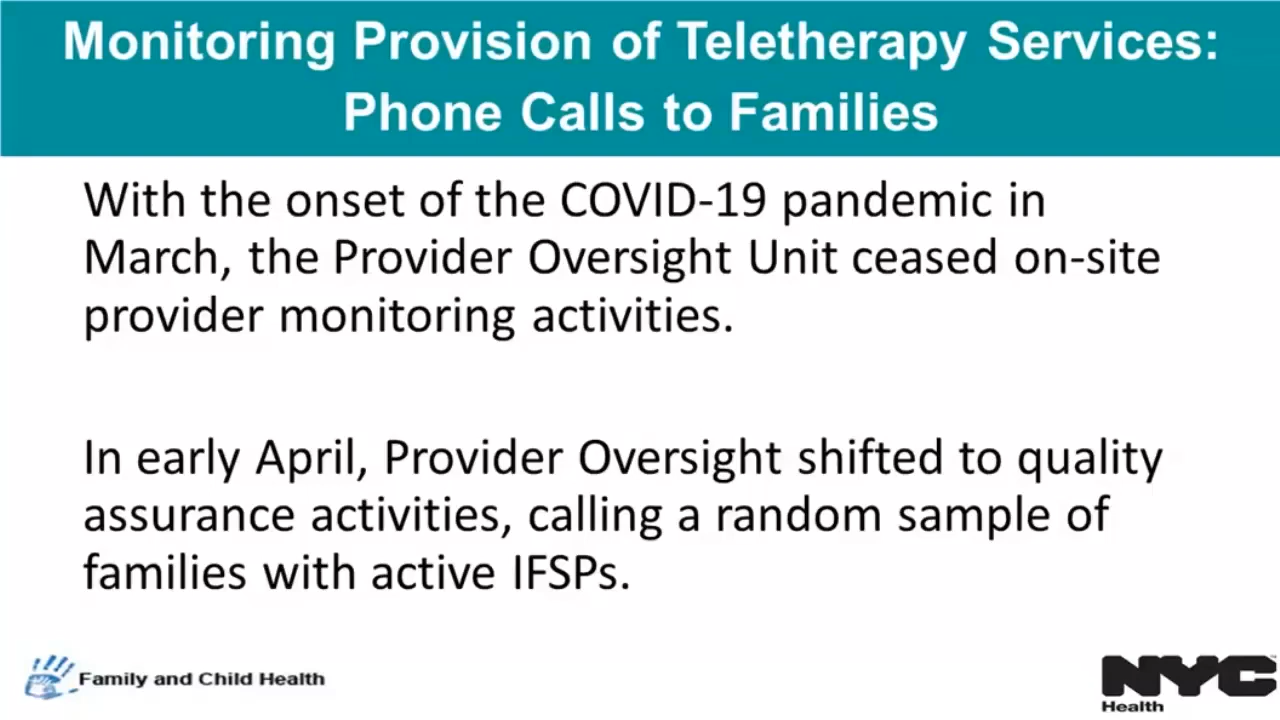 Monitoring Provision of Teletherapy Services:
Phone Calls to Families
With the onset of the COVID-19 pandemic in
March, the Provider Oversight Unit ceased on-site
provider monitoring activities.
In early April, Provider Oversight shifted to quality
assurance activities, calling a random sample of
families with active IFSPs.
Family and Child Health
NYC
Health